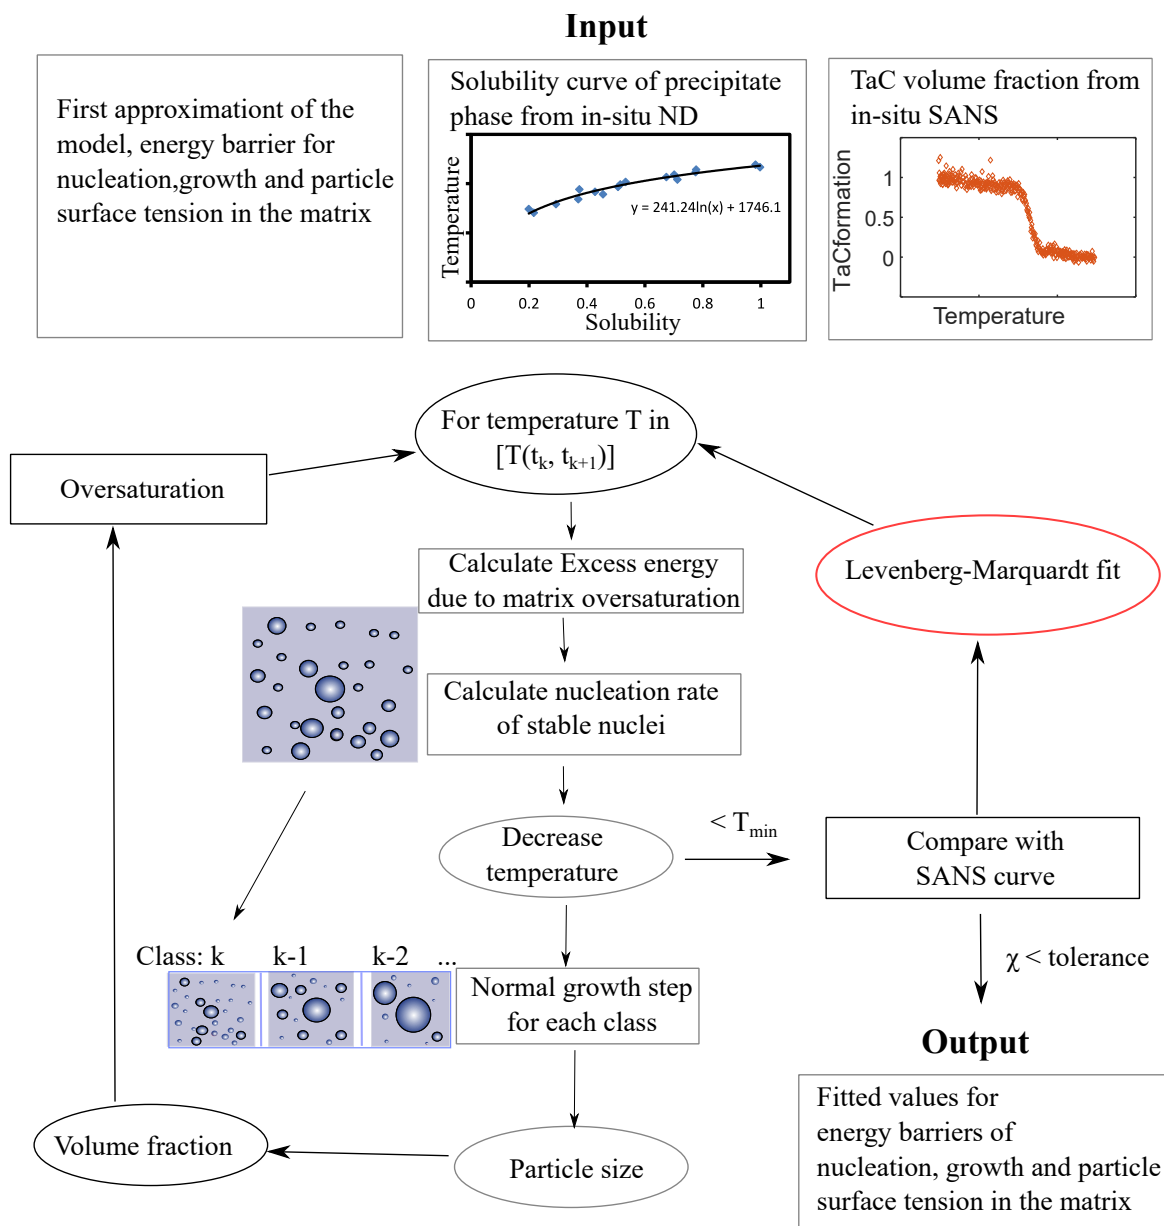 Input
First approximationt of the
model, energy barrier for
nucleation,growth and particle
surface tension in the matrix
Solubility curve of precipitate
phase from in-situ ND
Temperature
y = 241.24ln(x) + 1746.1
0 0.2 0.4 0.6 0.8 1
Solubility
TaC volume fraction from
in-situ SANS
TaCformation
1
0.5
0
Temperature
For temperature T in
[T(tk, tk+1)]
Oversaturation
Calculate Excess energy
due to matrix oversaturation
Levenberg-Marquardt fit
Calculate nucleation rate
of stable nuclei
Decrease
temperature
< Tmin
Compare with
SANS curve
χ < tolerance
Class: k k-1 k-2 ...
Normal growth step
for each class
Volume fraction
Particle size
Output
Fitted values for
energy barriers of
nucleation, growth and particle
surface tension in the matrix